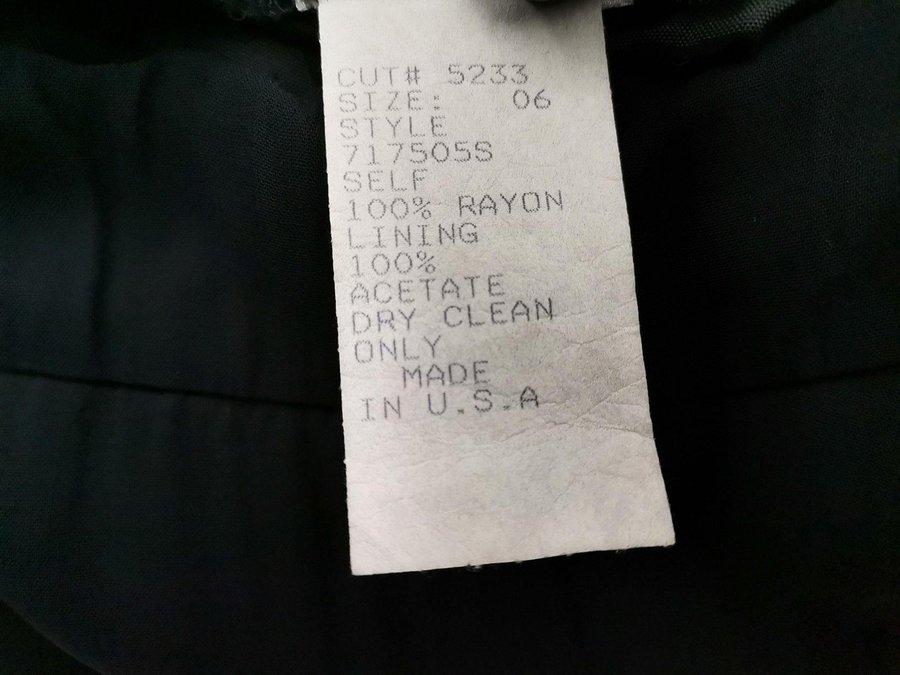 CUT# 5233
SIZE: 06
STYLE
717505S
SELF
100% RAYON
LINING
100%
ACETATE
DRY CLEAN
ONLY
MADE
IN U.S.A